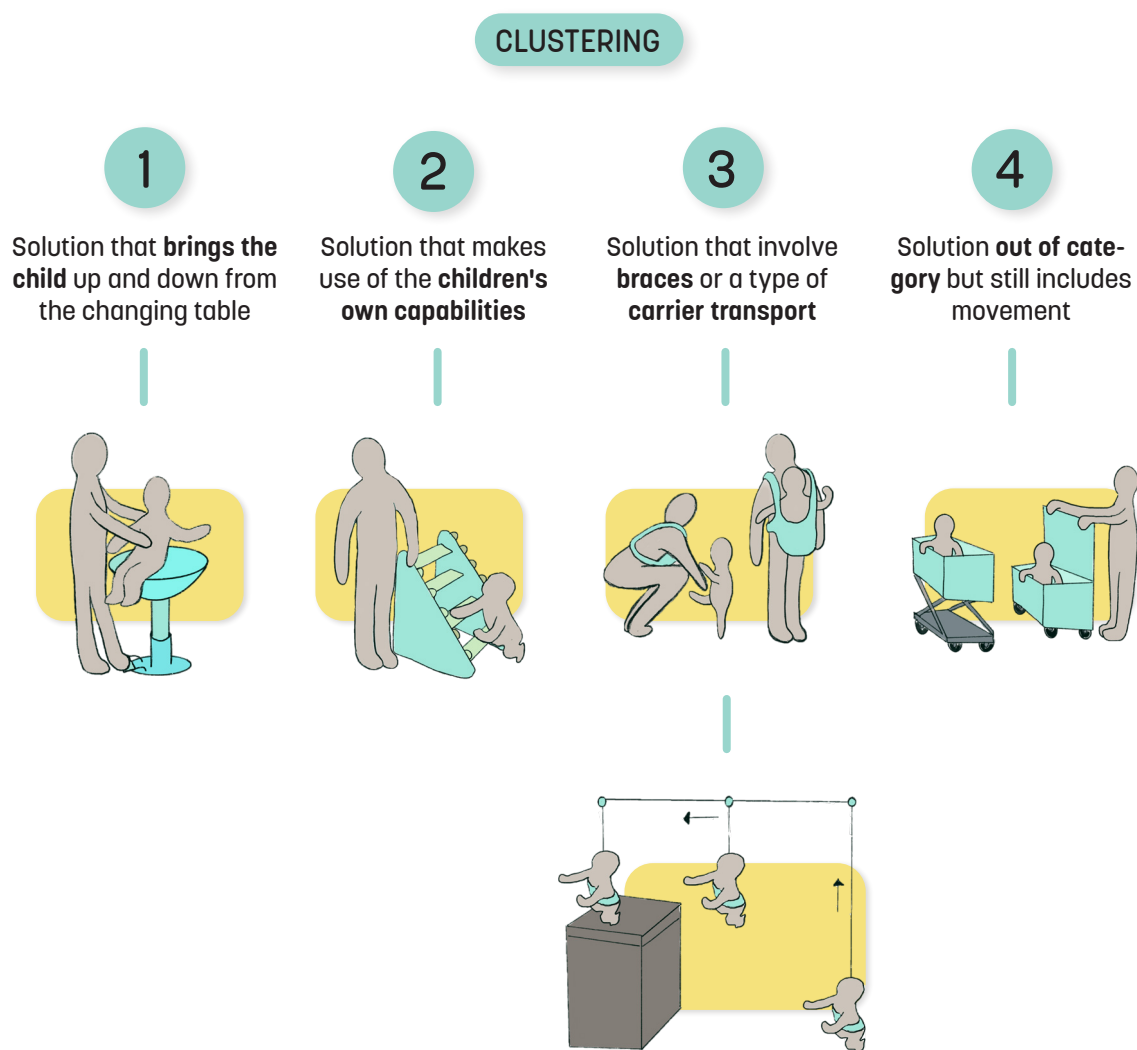 CLUSTERING
1
Solution that brings the
child up and down from
the changing table
2
Solution that makes
use of the children's
own capabilities
3
Solution that involve
braces or a type of
carrier transport
4
Solution out of cate-
gory but still includes
movement